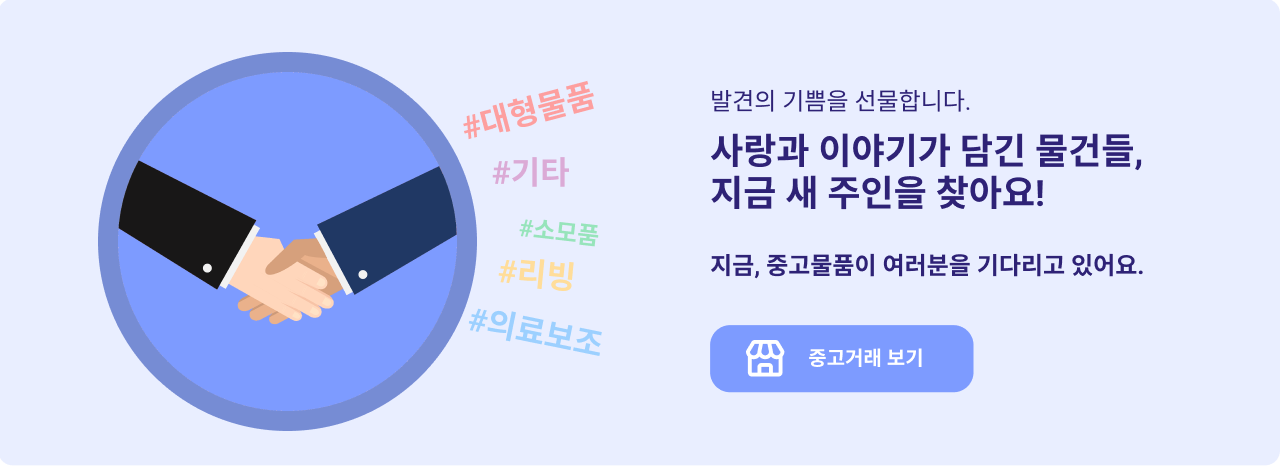 #대형물품
#기타
#소모품
#리빙
#의료보조
발견의 기쁨을 선물합니다.
사랑과 이야기가 담긴 물건들,
지금 새 주인을 찾아요!
지금, 중고물품이 여러분을 기다리고 있어요.
중고거래 보기